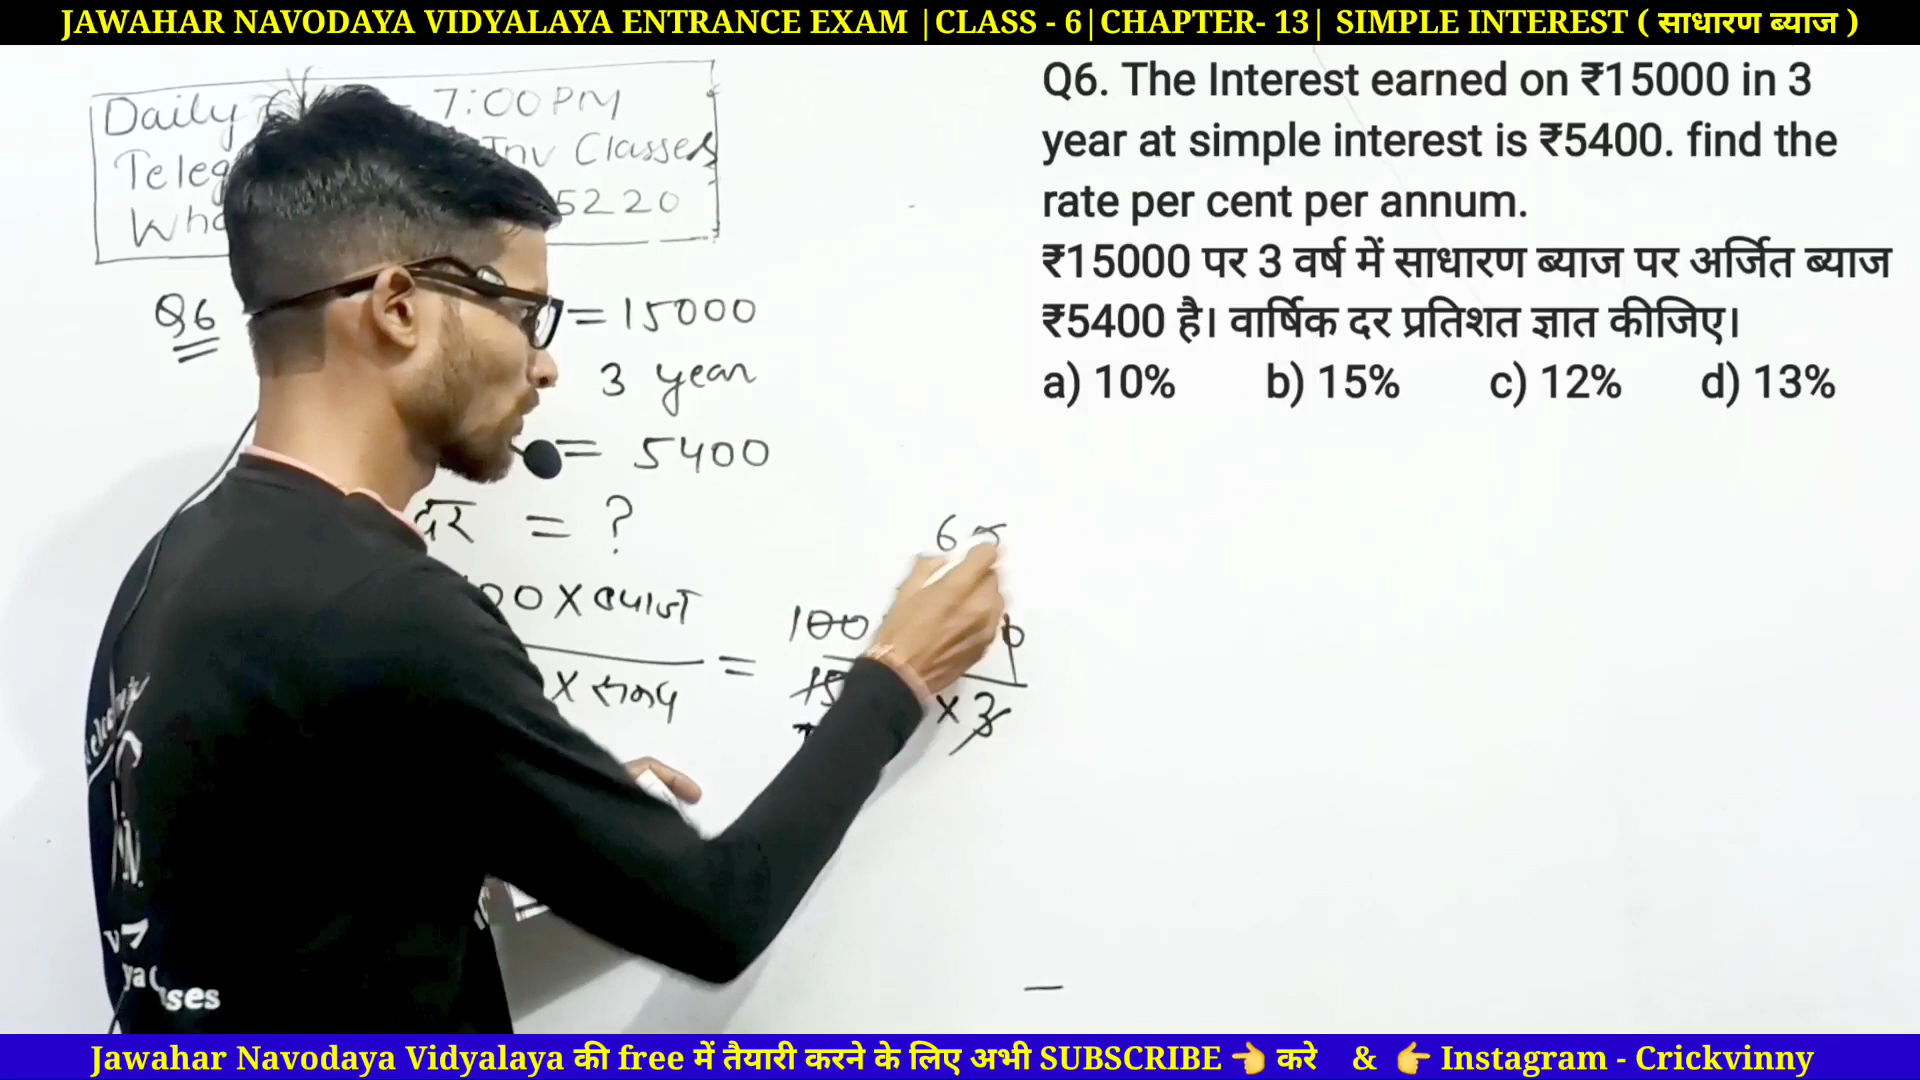 JAWAHAR NAVODAYA VIDYALAYA ENTRANCE EXAM |CLASS - 6|CHAPTER- 13| SIMPLE INTEREST ( साधारण ब्याज )
Daily 7:00 PM
Jnv Classes
5220
Q6 = 15000
3 year
= 5400
दर = ?
00 X ब्याज = 100
X समय × 3
Q6. The Interest earned on ₹15000 in 3
year at simple interest is ₹5400. find the
rate per cent per annum.
₹15000 पर 3 वर्ष में साधारण ब्याज पर अर्जित ब्याज
₹5400 है। वार्षिक दर प्रतिशत ज्ञात कीजिए।
a) 10% b) 15% c) 12% d) 13%
Jawahar Navodaya Vidyalaya की free में तैयारी करने के लिए अभी SUBSCRIBE 👈 करे & 👉 Instagram - Crickvinny